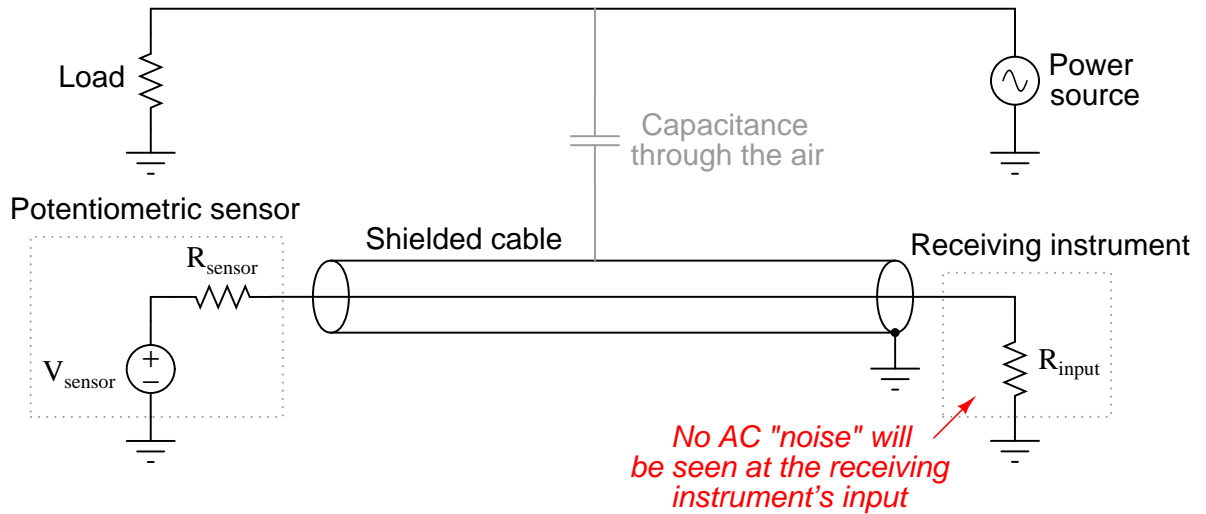 Load
Power
source
Capacitance
through the air
Potentiometric sensor
Shielded cable
Receiving instrument
Rsensor
Vsensor
+
−
Rinput
No AC "noise" will
be seen at the receiving
instrument's input